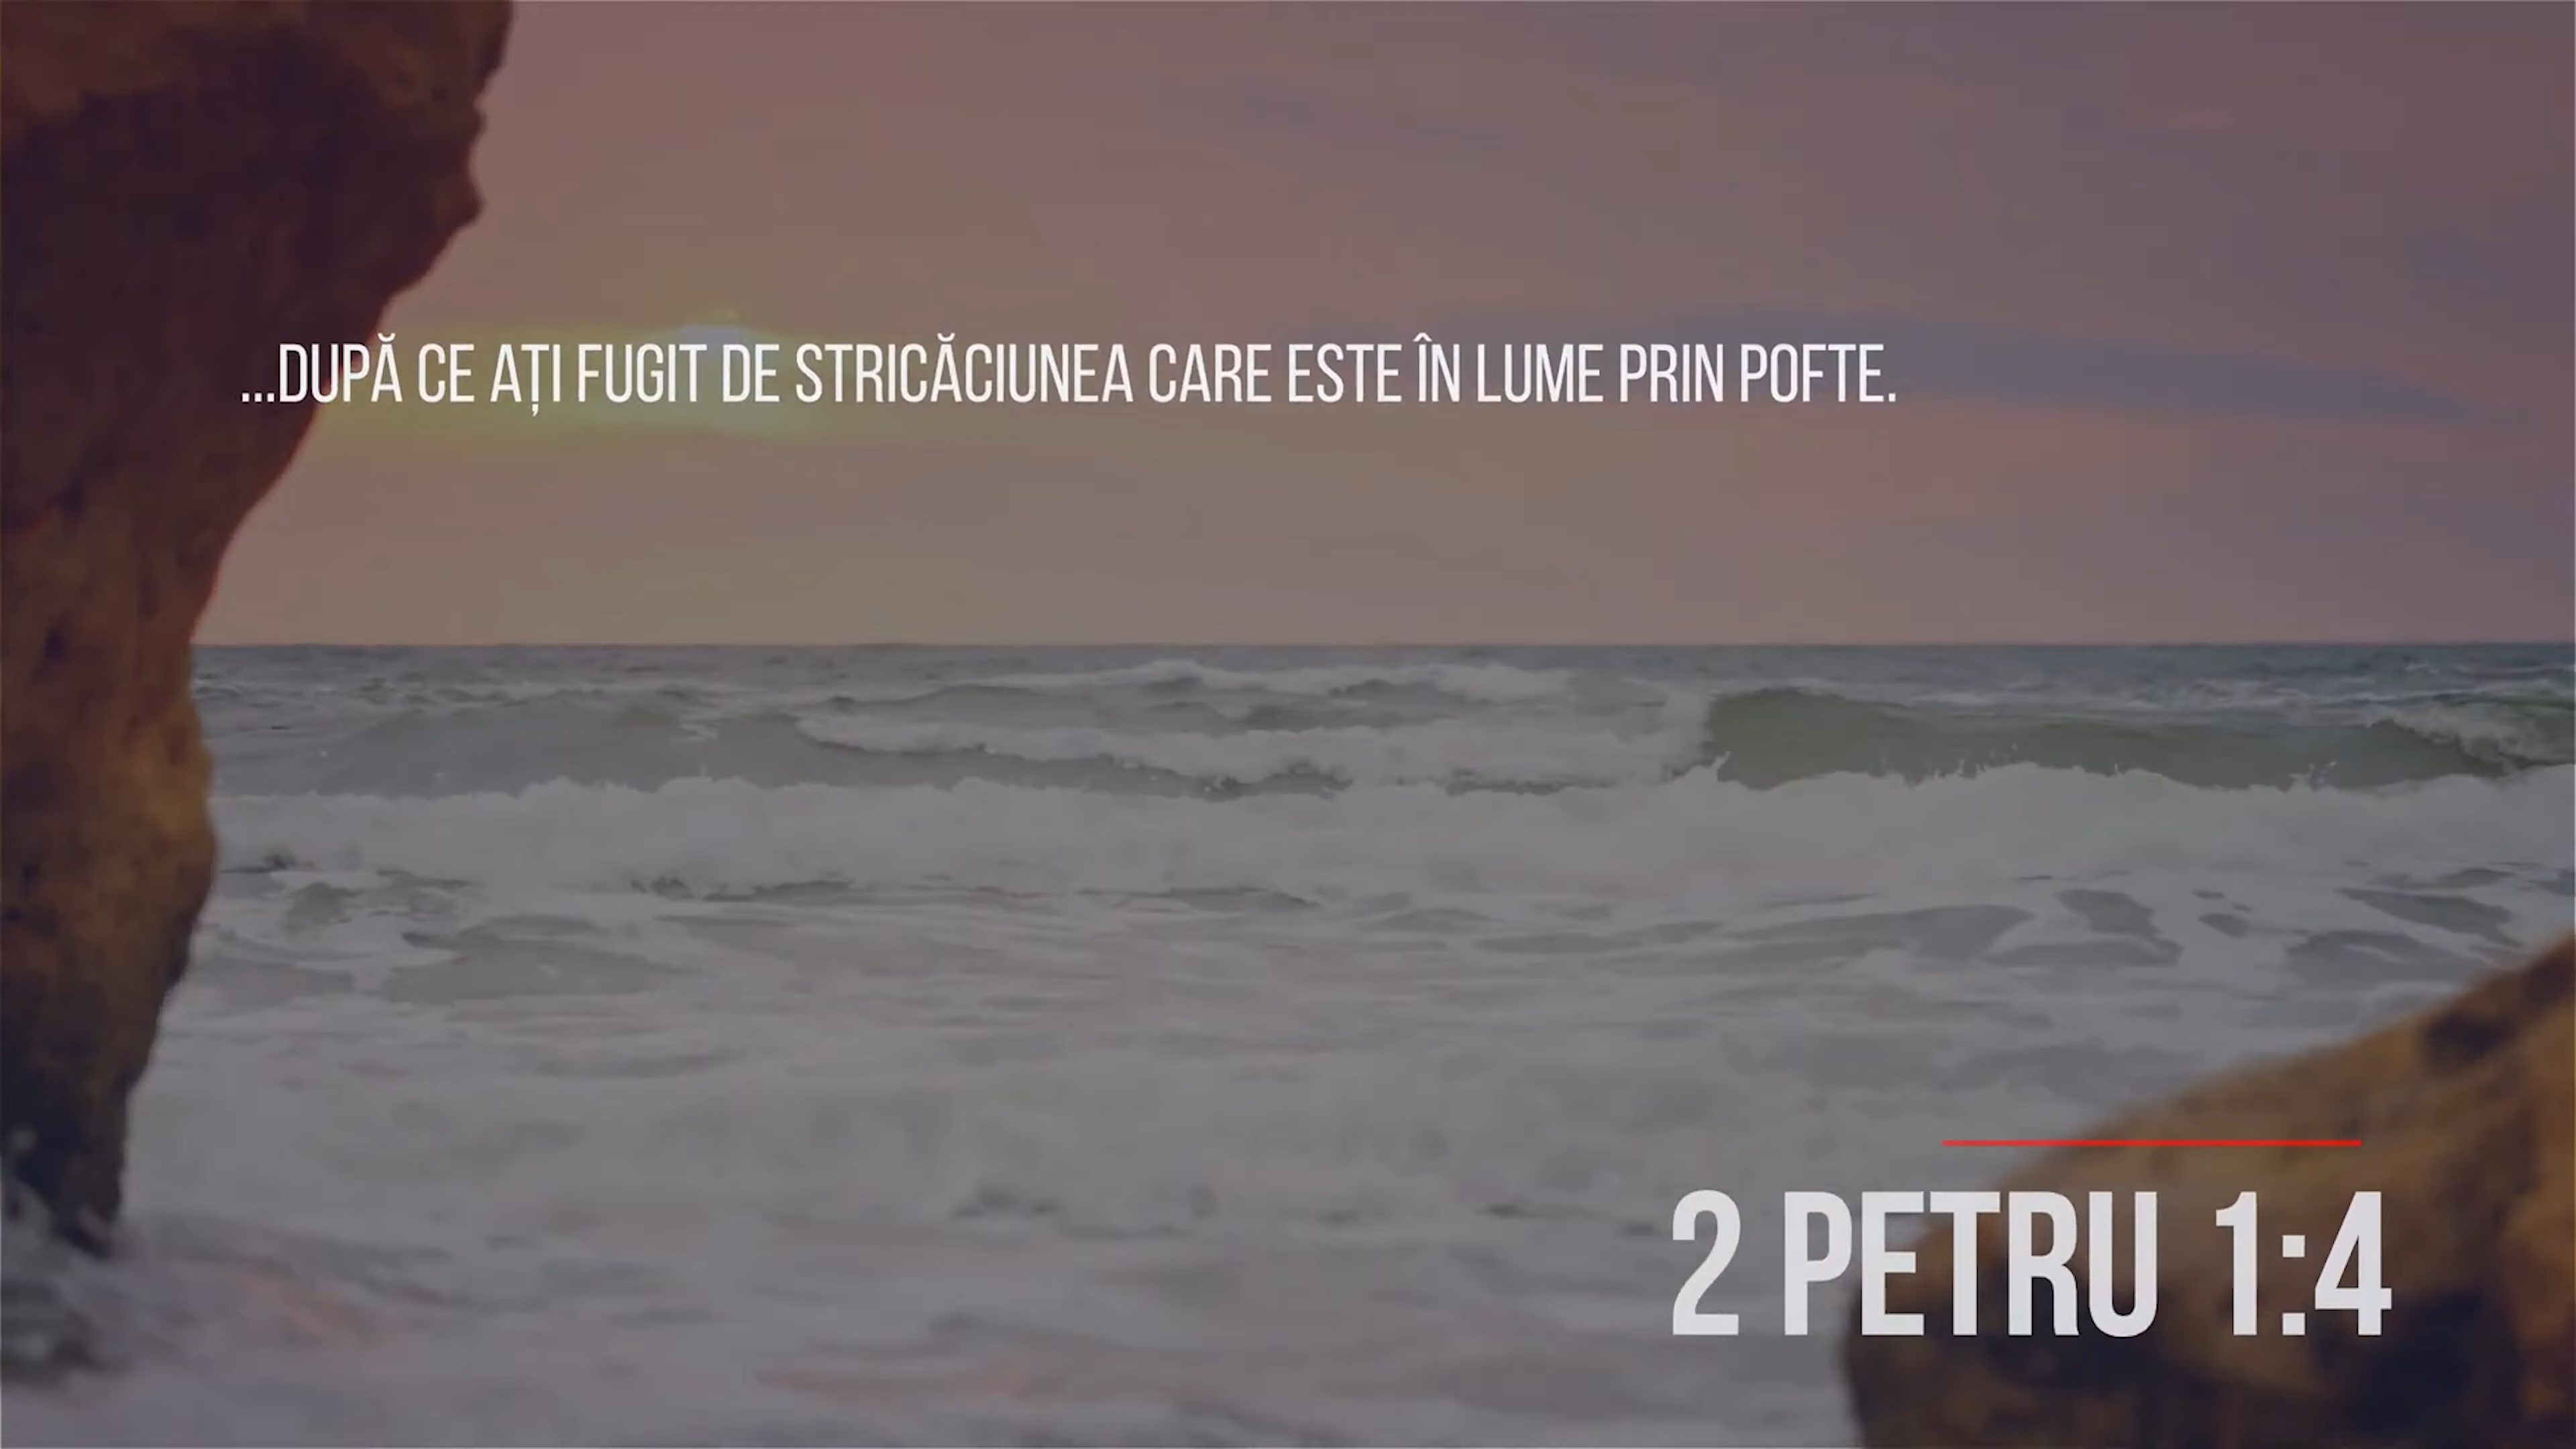 ...DUPĂ CE AȚI FUGIT DE STRICĂCIUNEA CARE ESTE ÎN LUME PRIN POFTE.
2 PETRU 1:4